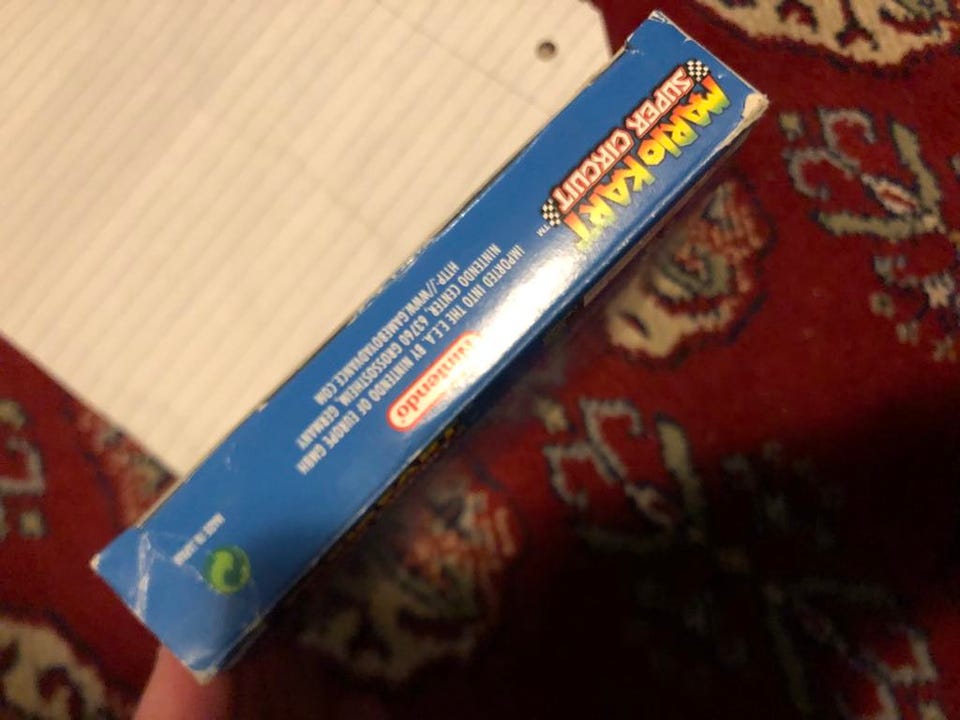 MARIO KART
SUPER CIRCUIT
TM
IMPORTED INTO THE E.E.A. BY NINTENDO OF EUROPE GMBH
NINTENDO CENTER, 63760 GROSSOSTHEIM, GERMANY
HTTP://WWW.GAMEBOYADVANCE.COM
Nintendo®
MADE IN JAPAN